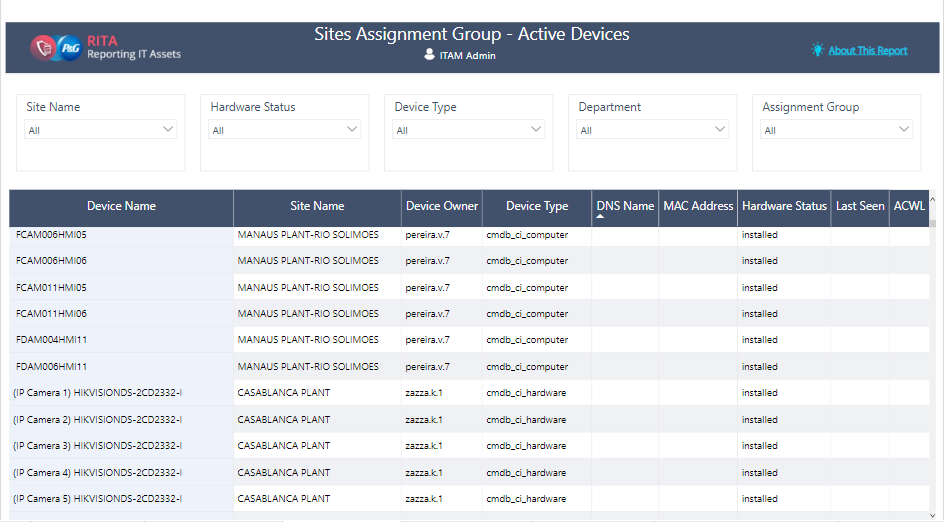 Sites Assignment Group - Active Devices
RITA
P&G
Reporting IT Assets
ITAM Admin
About This Report
Site Name Hardware Status Device Type Department Assignment Group
All All All All All
Device Name Site Name Device Owner Device Type DNS Name MAC Address Hardware Status Last Seen ACWL
FCAM006HMI05 MANAUS PLANT-RIO SOLIMOES pereira.v.7 cmdb_ci_computer installed
FCAM006HMI06 MANAUS PLANT-RIO SOLIMOES pereira.v.7 cmdb_ci_computer installed
FCAM011HMI05 MANAUS PLANT-RIO SOLIMOES pereira.v.7 cmdb_ci_computer installed
FCAM011HMI06 MANAUS PLANT-RIO SOLIMOES pereira.v.7 cmdb_ci_computer installed
FDAM004HMI11 MANAUS PLANT-RIO SOLIMOES pereira.v.7 cmdb_ci_computer installed
FDAM006HMI11 MANAUS PLANT-RIO SOLIMOES pereira.v.7 cmdb_ci_computer installed
(IP Camera 1) HIKVISIONDS-2CD2332-I CASABLANCA PLANT zazza.k.1 cmdb_ci_hardware installed
(IP Camera 2) HIKVISIONDS-2CD2332-I CASABLANCA PLANT zazza.k.1 cmdb_ci_hardware installed
(IP Camera 3) HIKVISIONDS-2CD2332-I CASABLANCA PLANT zazza.k.1 cmdb_ci_hardware installed
(IP Camera 4) HIKVISIONDS-2CD2332-I CASABLANCA PLANT zazza.k.1 cmdb_ci_hardware installed
(IP Camera 5) HIKVISIONDS-2CD2332-I CASABLANCA PLANT zazza.k.1 cmdb_ci_hardware installed